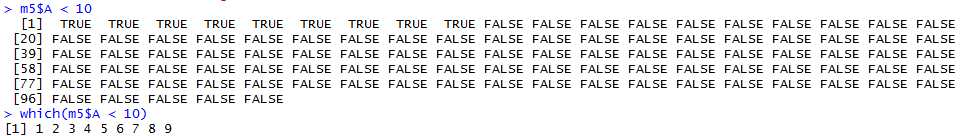 > m5$A < 10
[1] TRUE TRUE TRUE TRUE TRUE TRUE TRUE TRUE TRUE FALSE FALSE FALSE FALSE FALSE FALSE FALSE FALSE FALSE FALSE
[20] FALSE FALSE FALSE FALSE FALSE FALSE FALSE FALSE FALSE FALSE FALSE FALSE FALSE FALSE FALSE FALSE FALSE FALSE FALSE
[39] FALSE FALSE FALSE FALSE FALSE FALSE FALSE FALSE FALSE FALSE FALSE FALSE FALSE FALSE FALSE FALSE FALSE FALSE FALSE
[58] FALSE FALSE FALSE FALSE FALSE FALSE FALSE FALSE FALSE FALSE FALSE FALSE FALSE FALSE FALSE FALSE FALSE FALSE FALSE
[77] FALSE FALSE FALSE FALSE FALSE FALSE FALSE FALSE FALSE FALSE FALSE FALSE FALSE FALSE FALSE FALSE FALSE FALSE FALSE
[96] FALSE FALSE FALSE FALSE FALSE
> which(m5$A < 10)
[1] 1 2 3 4 5 6 7 8 9